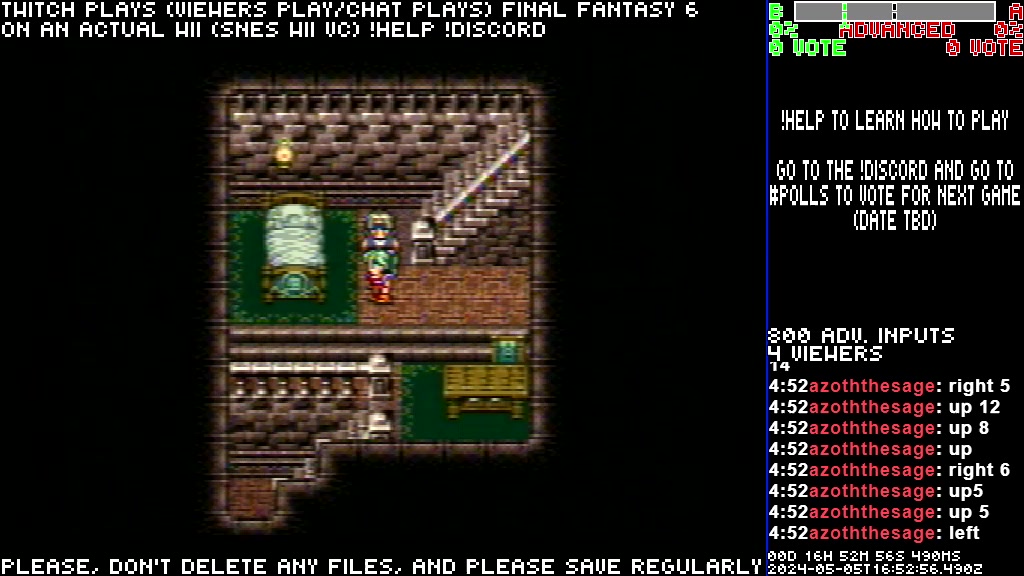 TWITCH PLAYS (VIEWERS PLAY/CHAT PLAYS) FINAL FANTASY 6
ON AN ACTUAL WII (SNES WII VC) !HELP !DISCORD
B A
0% ADVANCED 0%
0 VOTE 0 VOTE
!HELP TO LEARN HOW TO PLAY
GO TO THE !DISCORD AND GO TO
#POLLS TO VOTE FOR NEXT GAME
(DATE TBD)
800 ADV. INPUTS
4 VIEWERS
14
4:52azoththesage: right 5
4:52azoththesage: up 12
4:52azoththesage: up 8
4:52azoththesage: up
4:52azoththesage: right 6
4:52azoththesage: up5
4:52azoththesage: up 5
4:52azoththesage: left
00D 16H 52M 56S 490MS
2024-05-05T16:52:56.490Z
PLEASE, DON'T DELETE ANY FILES, AND PLEASE SAVE REGULARLY